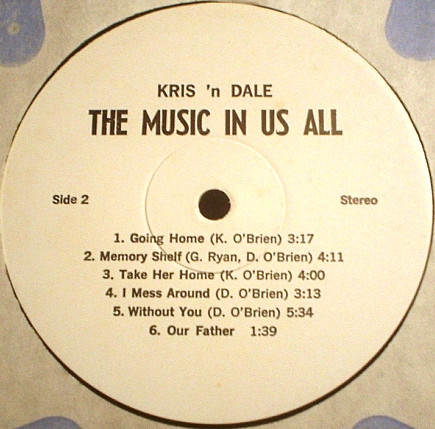 KRIS 'n DALE
THE MUSIC IN US ALL
Side 2
Stereo
1. Going Home (K. O'Brien) 3:17
2. Memory Shelf (G. Ryan, D. O'Brien) 4:11
3. Take Her Home (K. O'Brien) 4:00
4. I Mess Around (D. O'Brien) 3:13
5. Without You (D. O'Brien) 5:34
6. Our Father 1:39